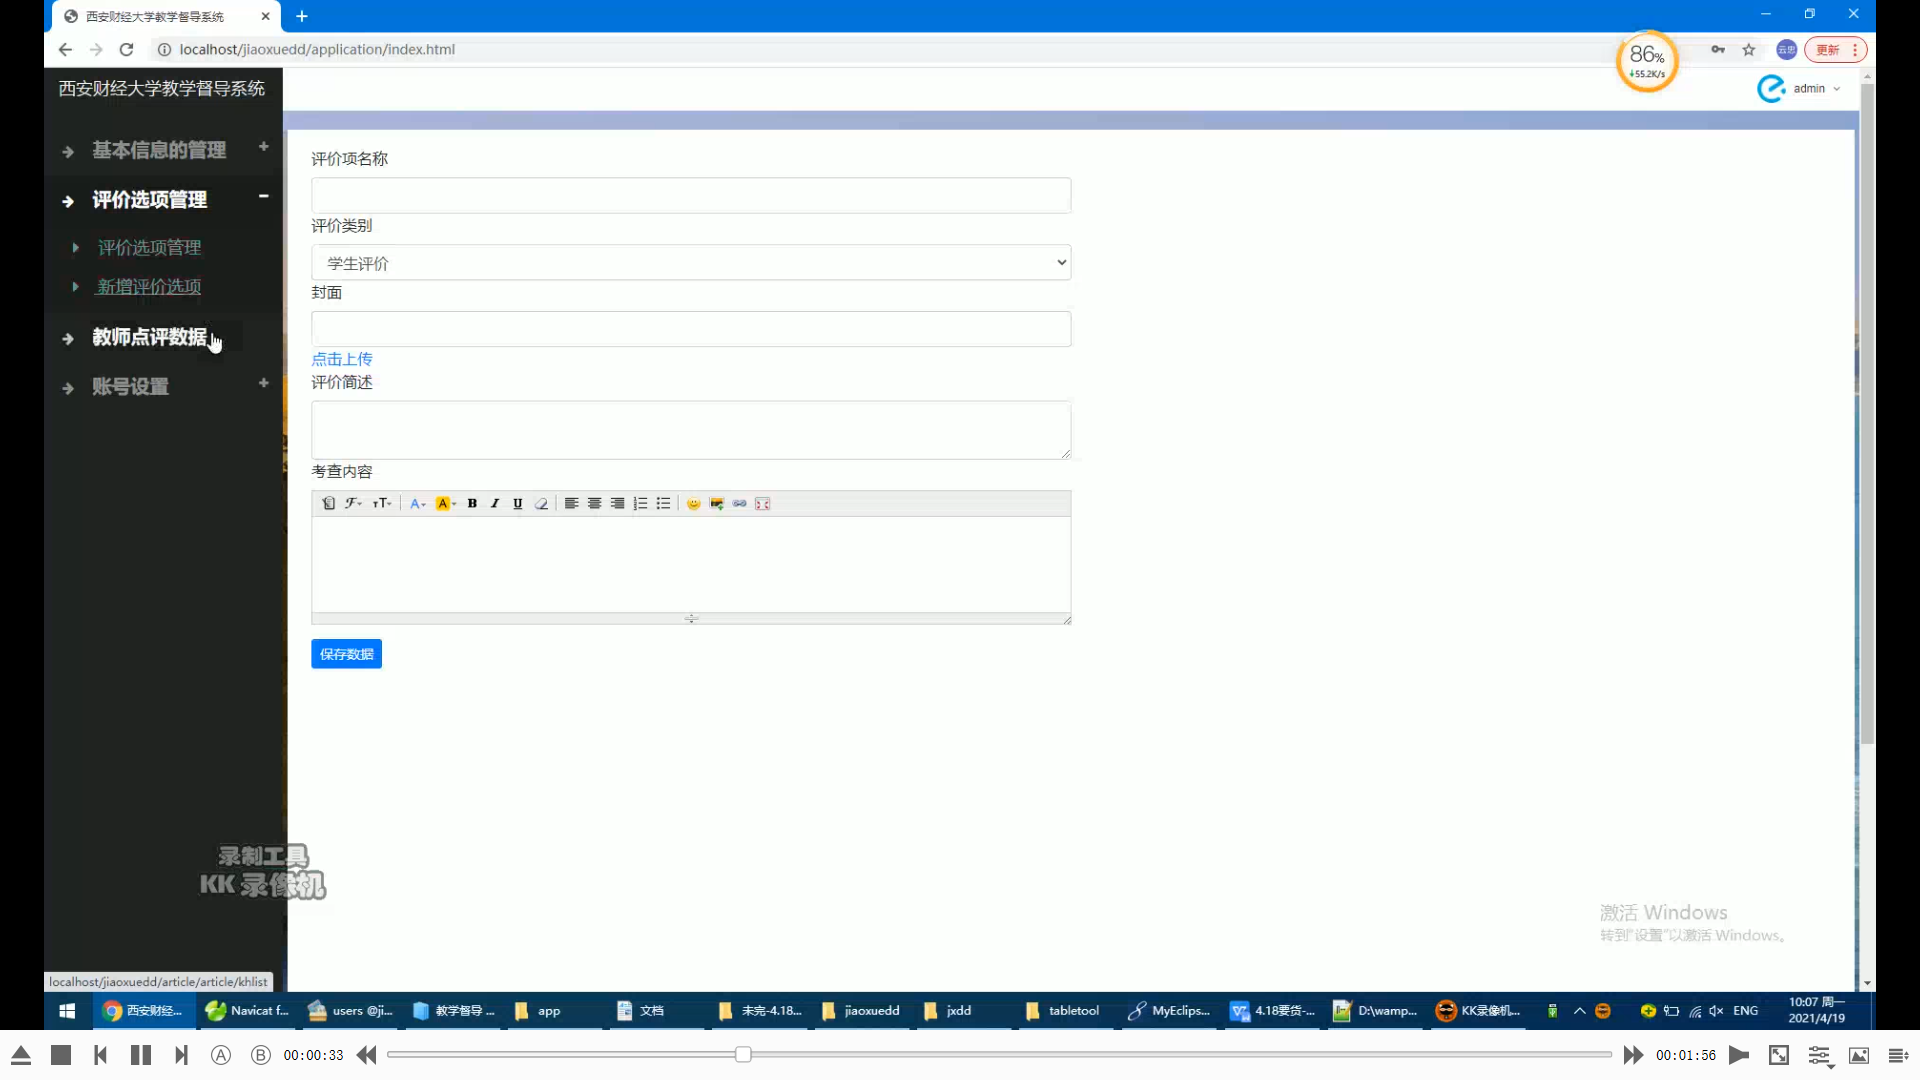 西安财经大学教学督导系统
localhost/jiaoxuedd/application/index.html
86%
55.2K/s
云忠
更新
西安财经大学教学督导系统
admin
基本信息的管理
评价选项管理
评价选项管理
新增评价选项
教师点评数据
账号设置
评价项名称
评价类别
学生评价
封面
点击上传
评价简述
考查内容
保存数据
录制工具
KK 录像机
激活 Windows
转到"设置"以激活 Windows。
localhost/jiaoxuedd/article/article/khlist
西安财经...
Navicat f...
users @ji...
教学督导 ...
app
文档
未完-4.18...
jiaoxuedd
jxdd
tabletool
MyEclips...
4.18要货-...
D:\wamp...
KK录像机...
ENG
10:07 周一
2021/4/19
A
B
00:00:33
00:01:56